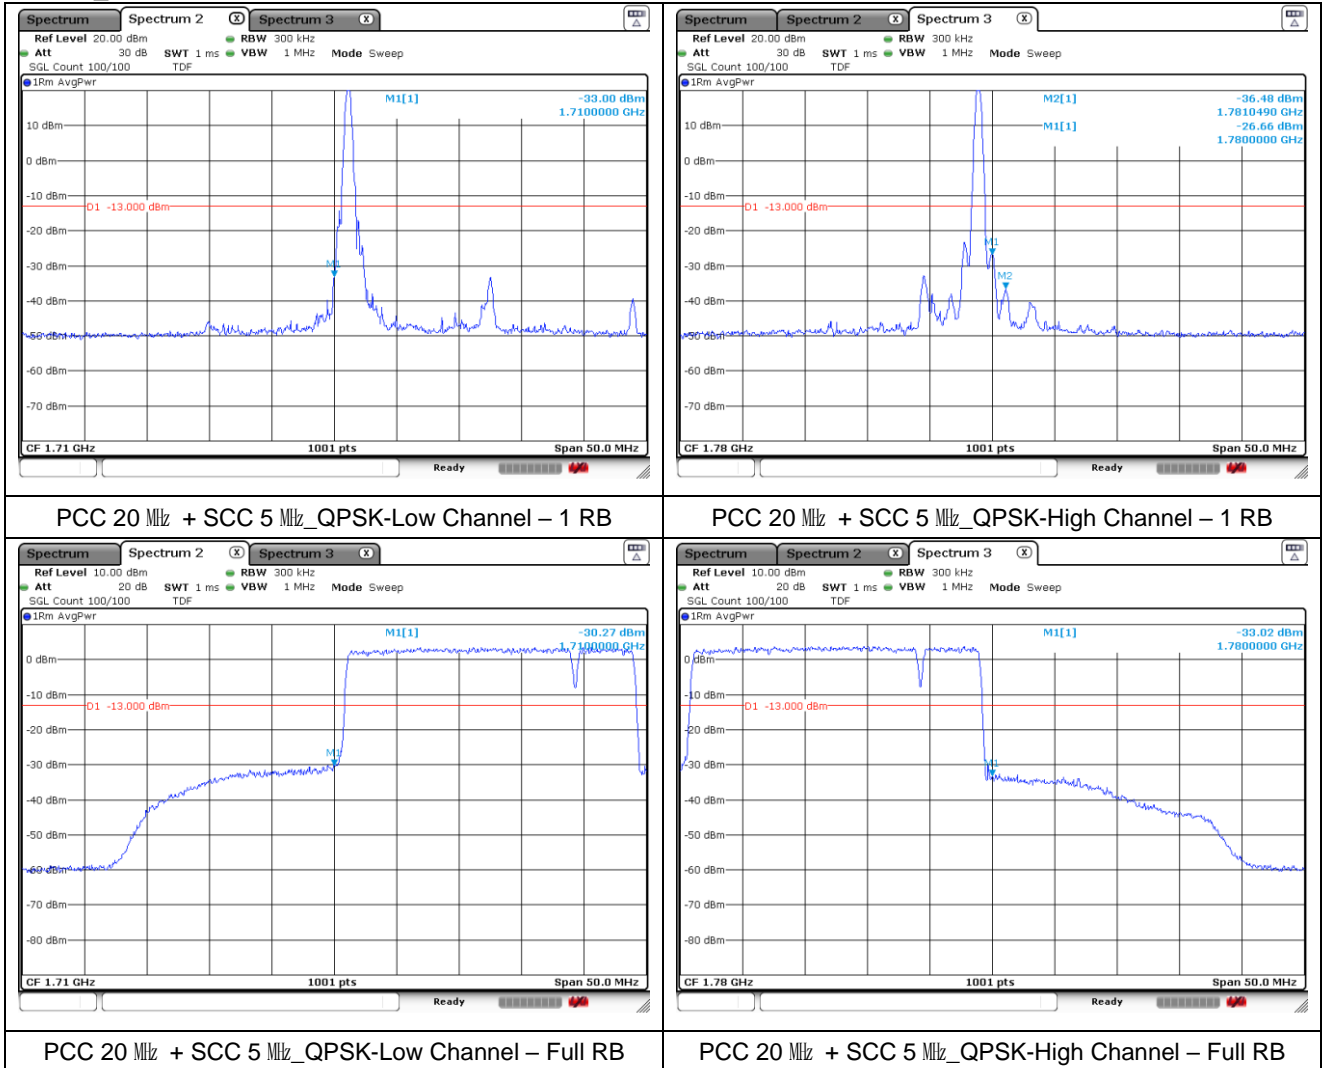 Spectrum Spectrum 2 X Spectrum 3 X
Ref Level 20.00 dBm RBW 300 kHz
Att 30 dB SWT 1 ms VBW 1 MHz Mode Sweep
SGL Count 100/100 TDF
1Rm AvgPwr
M1[1] -33.00 dBm
1.7100000 GHz
10 dBm
0 dBm
-10 dBm
D1 -13.000 dBm
-20 dBm
-30 dBm
M1
-40 dBm
-50 dBm
-60 dBm
-70 dBm
CF 1.71 GHz 1001 pts Span 50.0 MHz
Ready
PCC 20 ㎒ + SCC 5 ㎒_QPSK-Low Channel – 1 RB
Spectrum Spectrum 2 X Spectrum 3 X
Ref Level 20.00 dBm RBW 300 kHz
Att 30 dB SWT 1 ms VBW 1 MHz Mode Sweep
SGL Count 100/100 TDF
1Rm AvgPwr
M2[1] -36.48 dBm
1.7810490 GHz
M1[1] -26.66 dBm
1.7800000 GHz
10 dBm
0 dBm
-10 dBm
D1 -13.000 dBm
-20 dBm
M1
-30 dBm
M2
-40 dBm
-50 dBm
-60 dBm
-70 dBm
CF 1.78 GHz 1001 pts Span 50.0 MHz
Ready
PCC 20 ㎒ + SCC 5 ㎒_QPSK-High Channel – 1 RB
Spectrum Spectrum 2 X Spectrum 3 X
Ref Level 10.00 dBm RBW 300 kHz
Att 20 dB SWT 1 ms VBW 1 MHz Mode Sweep
SGL Count 100/100 TDF
1Rm AvgPwr
M1[1] -30.27 dBm
1.7100000 GHz
0 dBm
-10 dBm
D1 -13.000 dBm
-20 dBm
M1
-30 dBm
-40 dBm
-50 dBm
-60 dBm
-70 dBm
-80 dBm
CF 1.71 GHz 1001 pts Span 50.0 MHz
Ready
PCC 20 ㎒ + SCC 5 ㎒_QPSK-Low Channel – Full RB
Spectrum Spectrum 2 X Spectrum 3 X
Ref Level 10.00 dBm RBW 300 kHz
Att 20 dB SWT 1 ms VBW 1 MHz Mode Sweep
SGL Count 100/100 TDF
1Rm AvgPwr
M1[1] -33.02 dBm
1.7800000 GHz
0 dBm
-10 dBm
D1 -13.000 dBm
-20 dBm
-30 dBm
M1
-40 dBm
-50 dBm
-60 dBm
-70 dBm
-80 dBm
CF 1.78 GHz 1001 pts Span 50.0 MHz
Ready
PCC 20 ㎒ + SCC 5 ㎒_QPSK-High Channel – Full RB